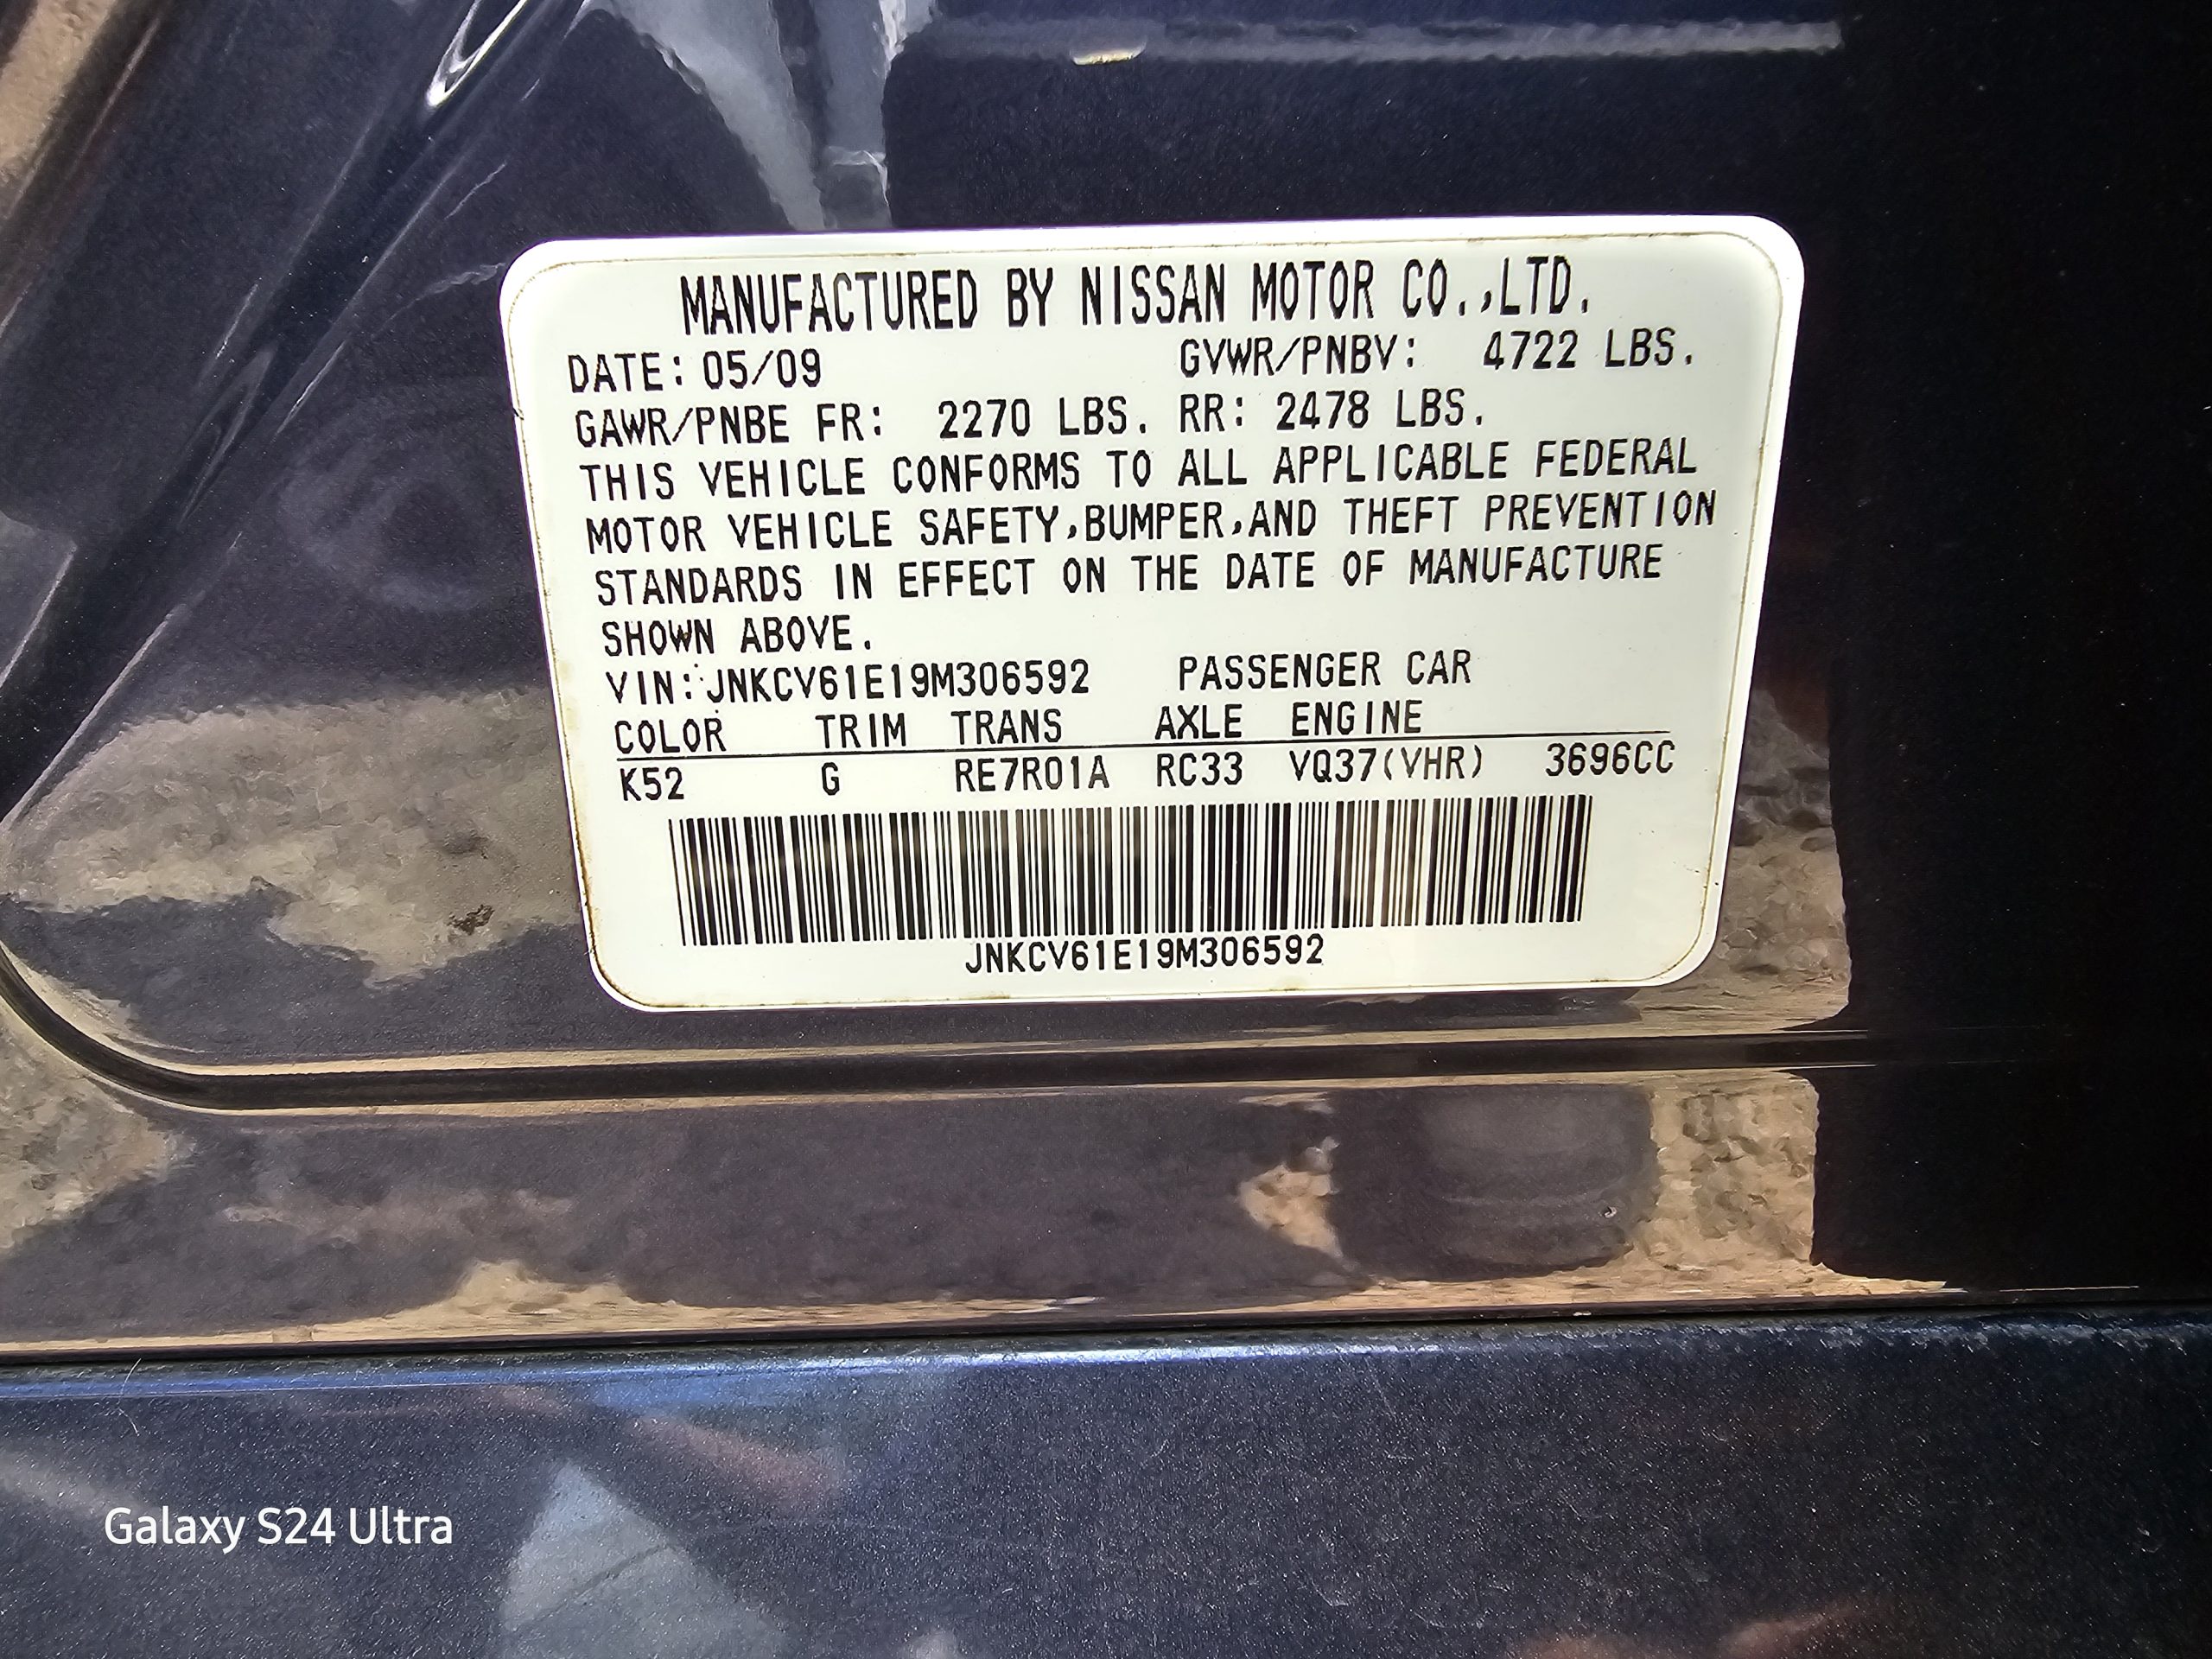 MANUFACTURED BY NISSAN MOTOR CO.,LTD.
DATE: 05/09 GVWR/PNBV: 4722 LBS.
GAWR/PNBE FR: 2270 LBS. RR: 2478 LBS.
THIS VEHICLE CONFORMS TO ALL APPLICABLE FEDERAL
MOTOR VEHICLE SAFETY,BUMPER,AND THEFT PREVENTION
STANDARDS IN EFFECT ON THE DATE OF MANUFACTURE
SHOWN ABOVE.
VIN: JNKCV61E19M306592 PASSENGER CAR
COLOR TRIM TRANS AXLE ENGINE
K52 G RE7R01A RC33 VQ37(VHR) 3696CC
JNKCV61E19M306592
Galaxy S24 Ultra